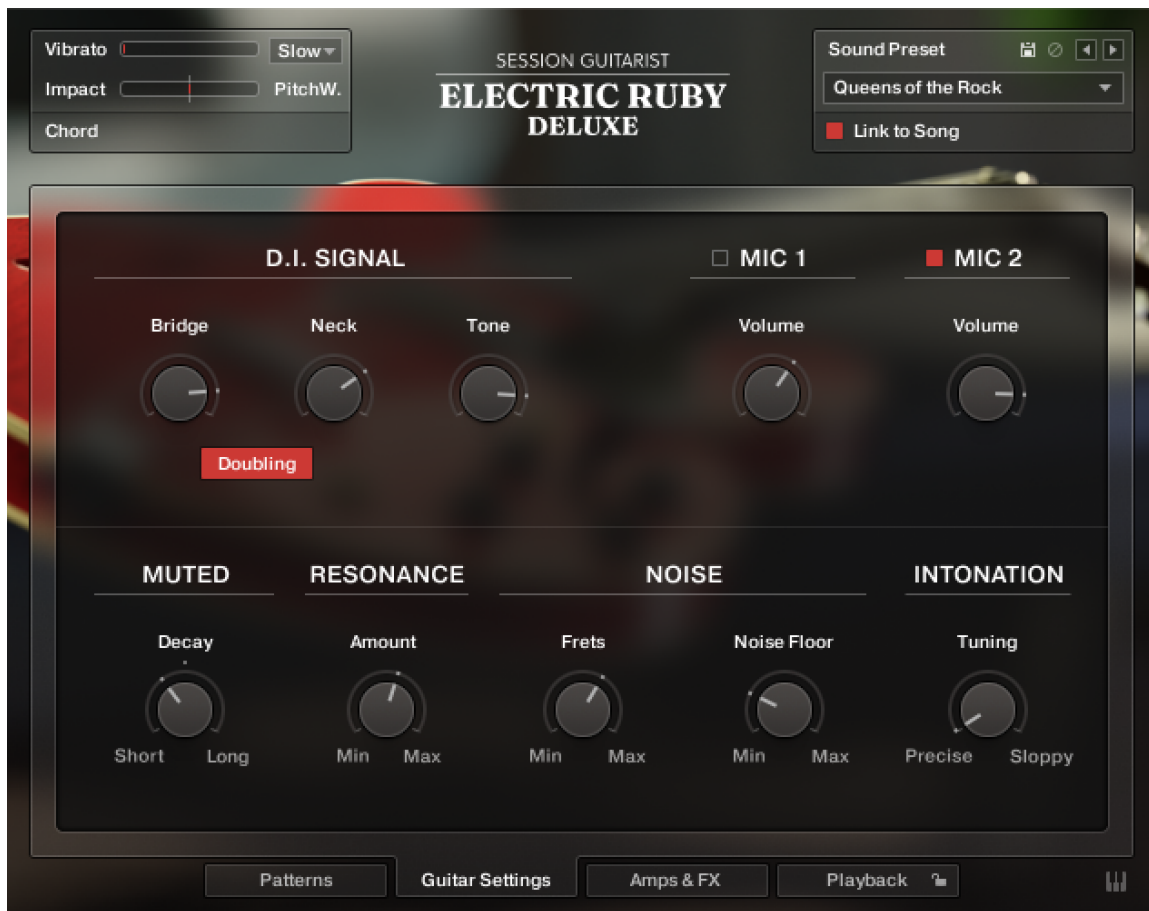 Vibrato Slow
Impact PitchW.
Chord
SESSION GUITARIST
ELECTRIC RUBY
DELUXE
Sound Preset
Queens of the Rock
Link to Song
D.I. SIGNAL MIC 1 MIC 2
Bridge Neck Tone Volume Volume
Doubling
MUTED RESONANCE NOISE INTONATION
Decay Amount Frets Noise Floor Tuning
Short Long Min Max Min Max Min Max Precise Sloppy
Patterns Guitar Settings Amps & FX Playback